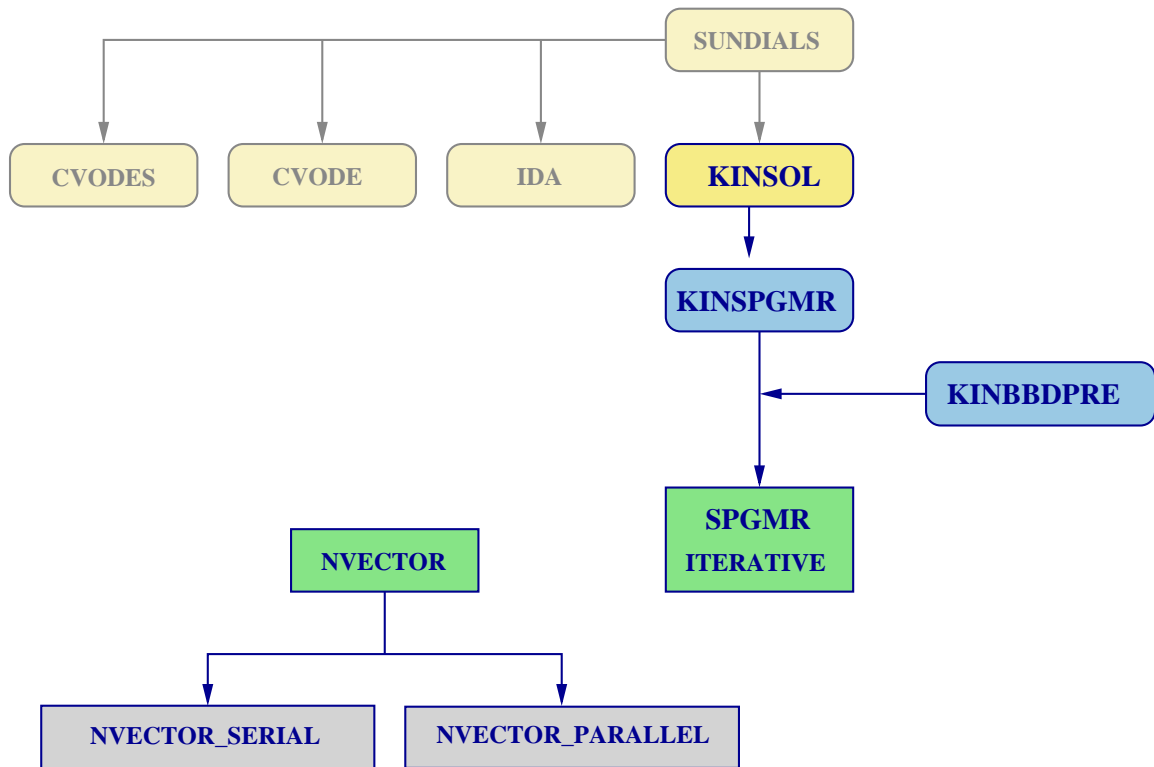 SUNDIALS
CVODES
CVODE
IDA
KINSOL
KINSPGMR
KINBBDPRE
SPGMR
ITERATIVE
NVECTOR
NVECTOR_SERIAL
NVECTOR_PARALLEL